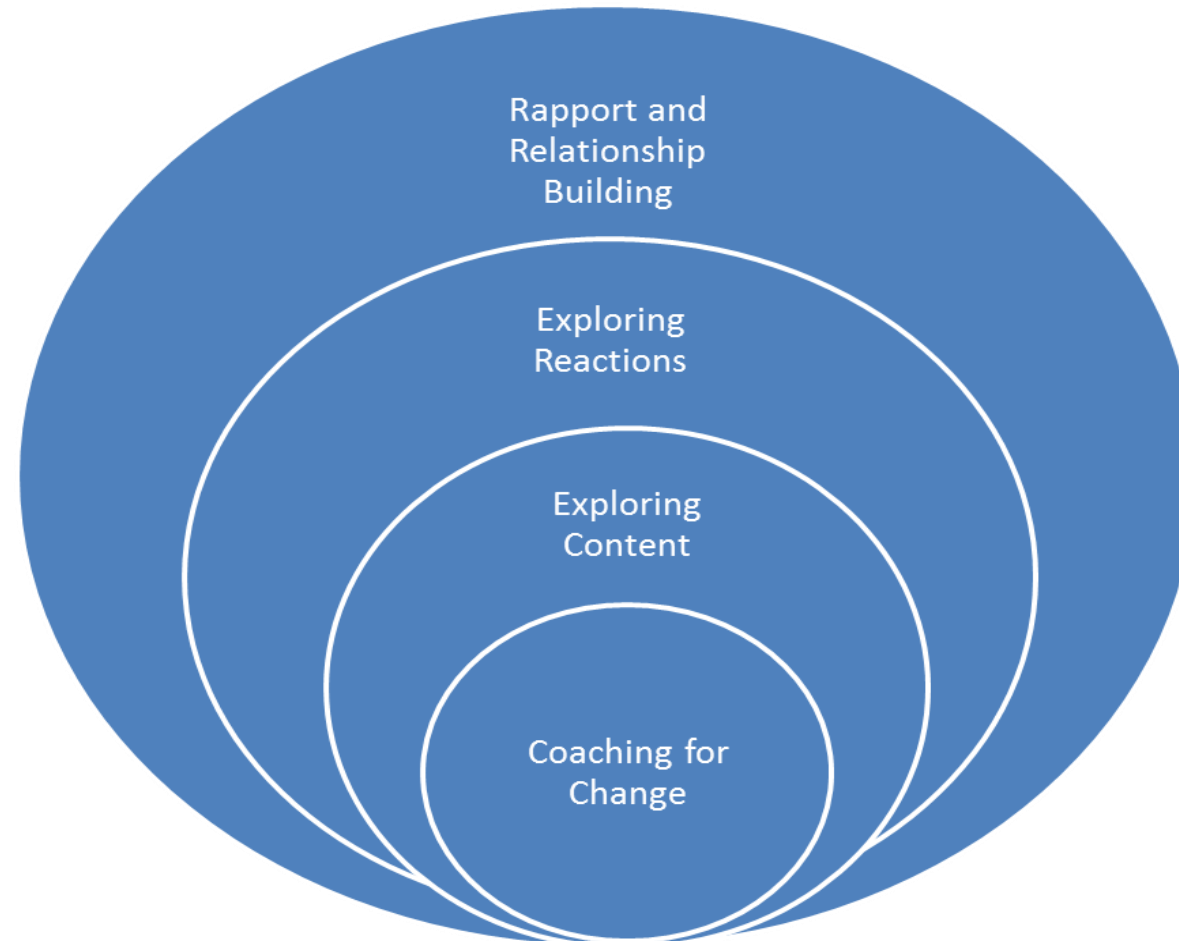 Rapport and
Relationship
Building
Exploring
Reactions
Exploring
Content
Coaching for
Change